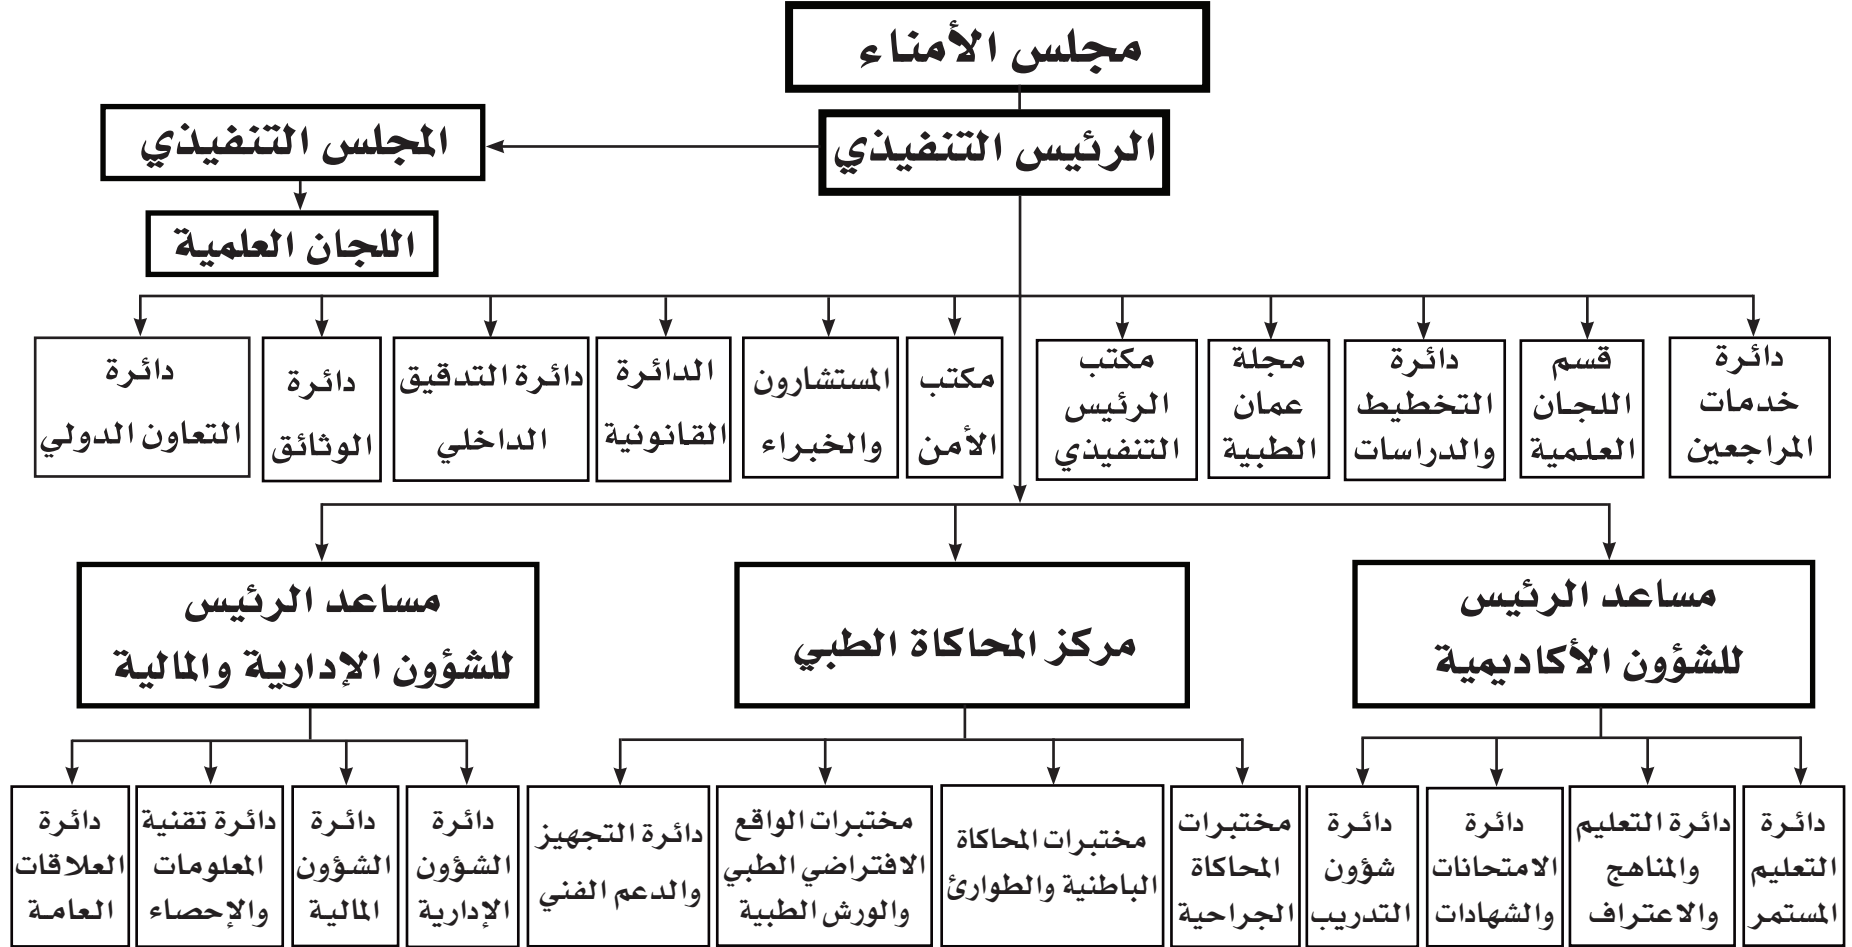 مجلس الأمناء
الرئيس التنفيذي
المجلس التنفيذي
اللجان العلمية
دائرة
خدمات
المراجعين
قسم
اللجان
العلمية
دائرة
التخطيط
والدراسات
مجلة
عمان
الطبية
مكتب
الرئيس
التنفيذي
مكتب
الأمن
المستشارون
والخبراء
الدائرة
القانونية
دائرة التدقيق
الداخلي
دائرة
الوثائق
دائرة
التعاون الدولي
مساعد الرئيس
للشؤون الأكاديمية
مركز المحاكاة الطبي
مساعد الرئيس
للشؤون الإدارية والمالية
دائرة
التعليم
المستمر
دائرة التعليم
والمناهج
والاعتراف
دائرة
الامتحانات
والشهادات
دائرة
شؤون
التدريب
مختبرات
المحاكاة
الجراحية
مختبرات المحاكاة
الباطنية والطوارئ
مختبرات الواقع
الافتراضي الطبي
والورش الطبية
دائرة التجهيز
والدعم الفني
دائرة
الشؤون
الإدارية
دائرة
الشؤون
المالية
دائرة تقنية
المعلومات
والإحصاء
دائرة
العلاقات
العامة